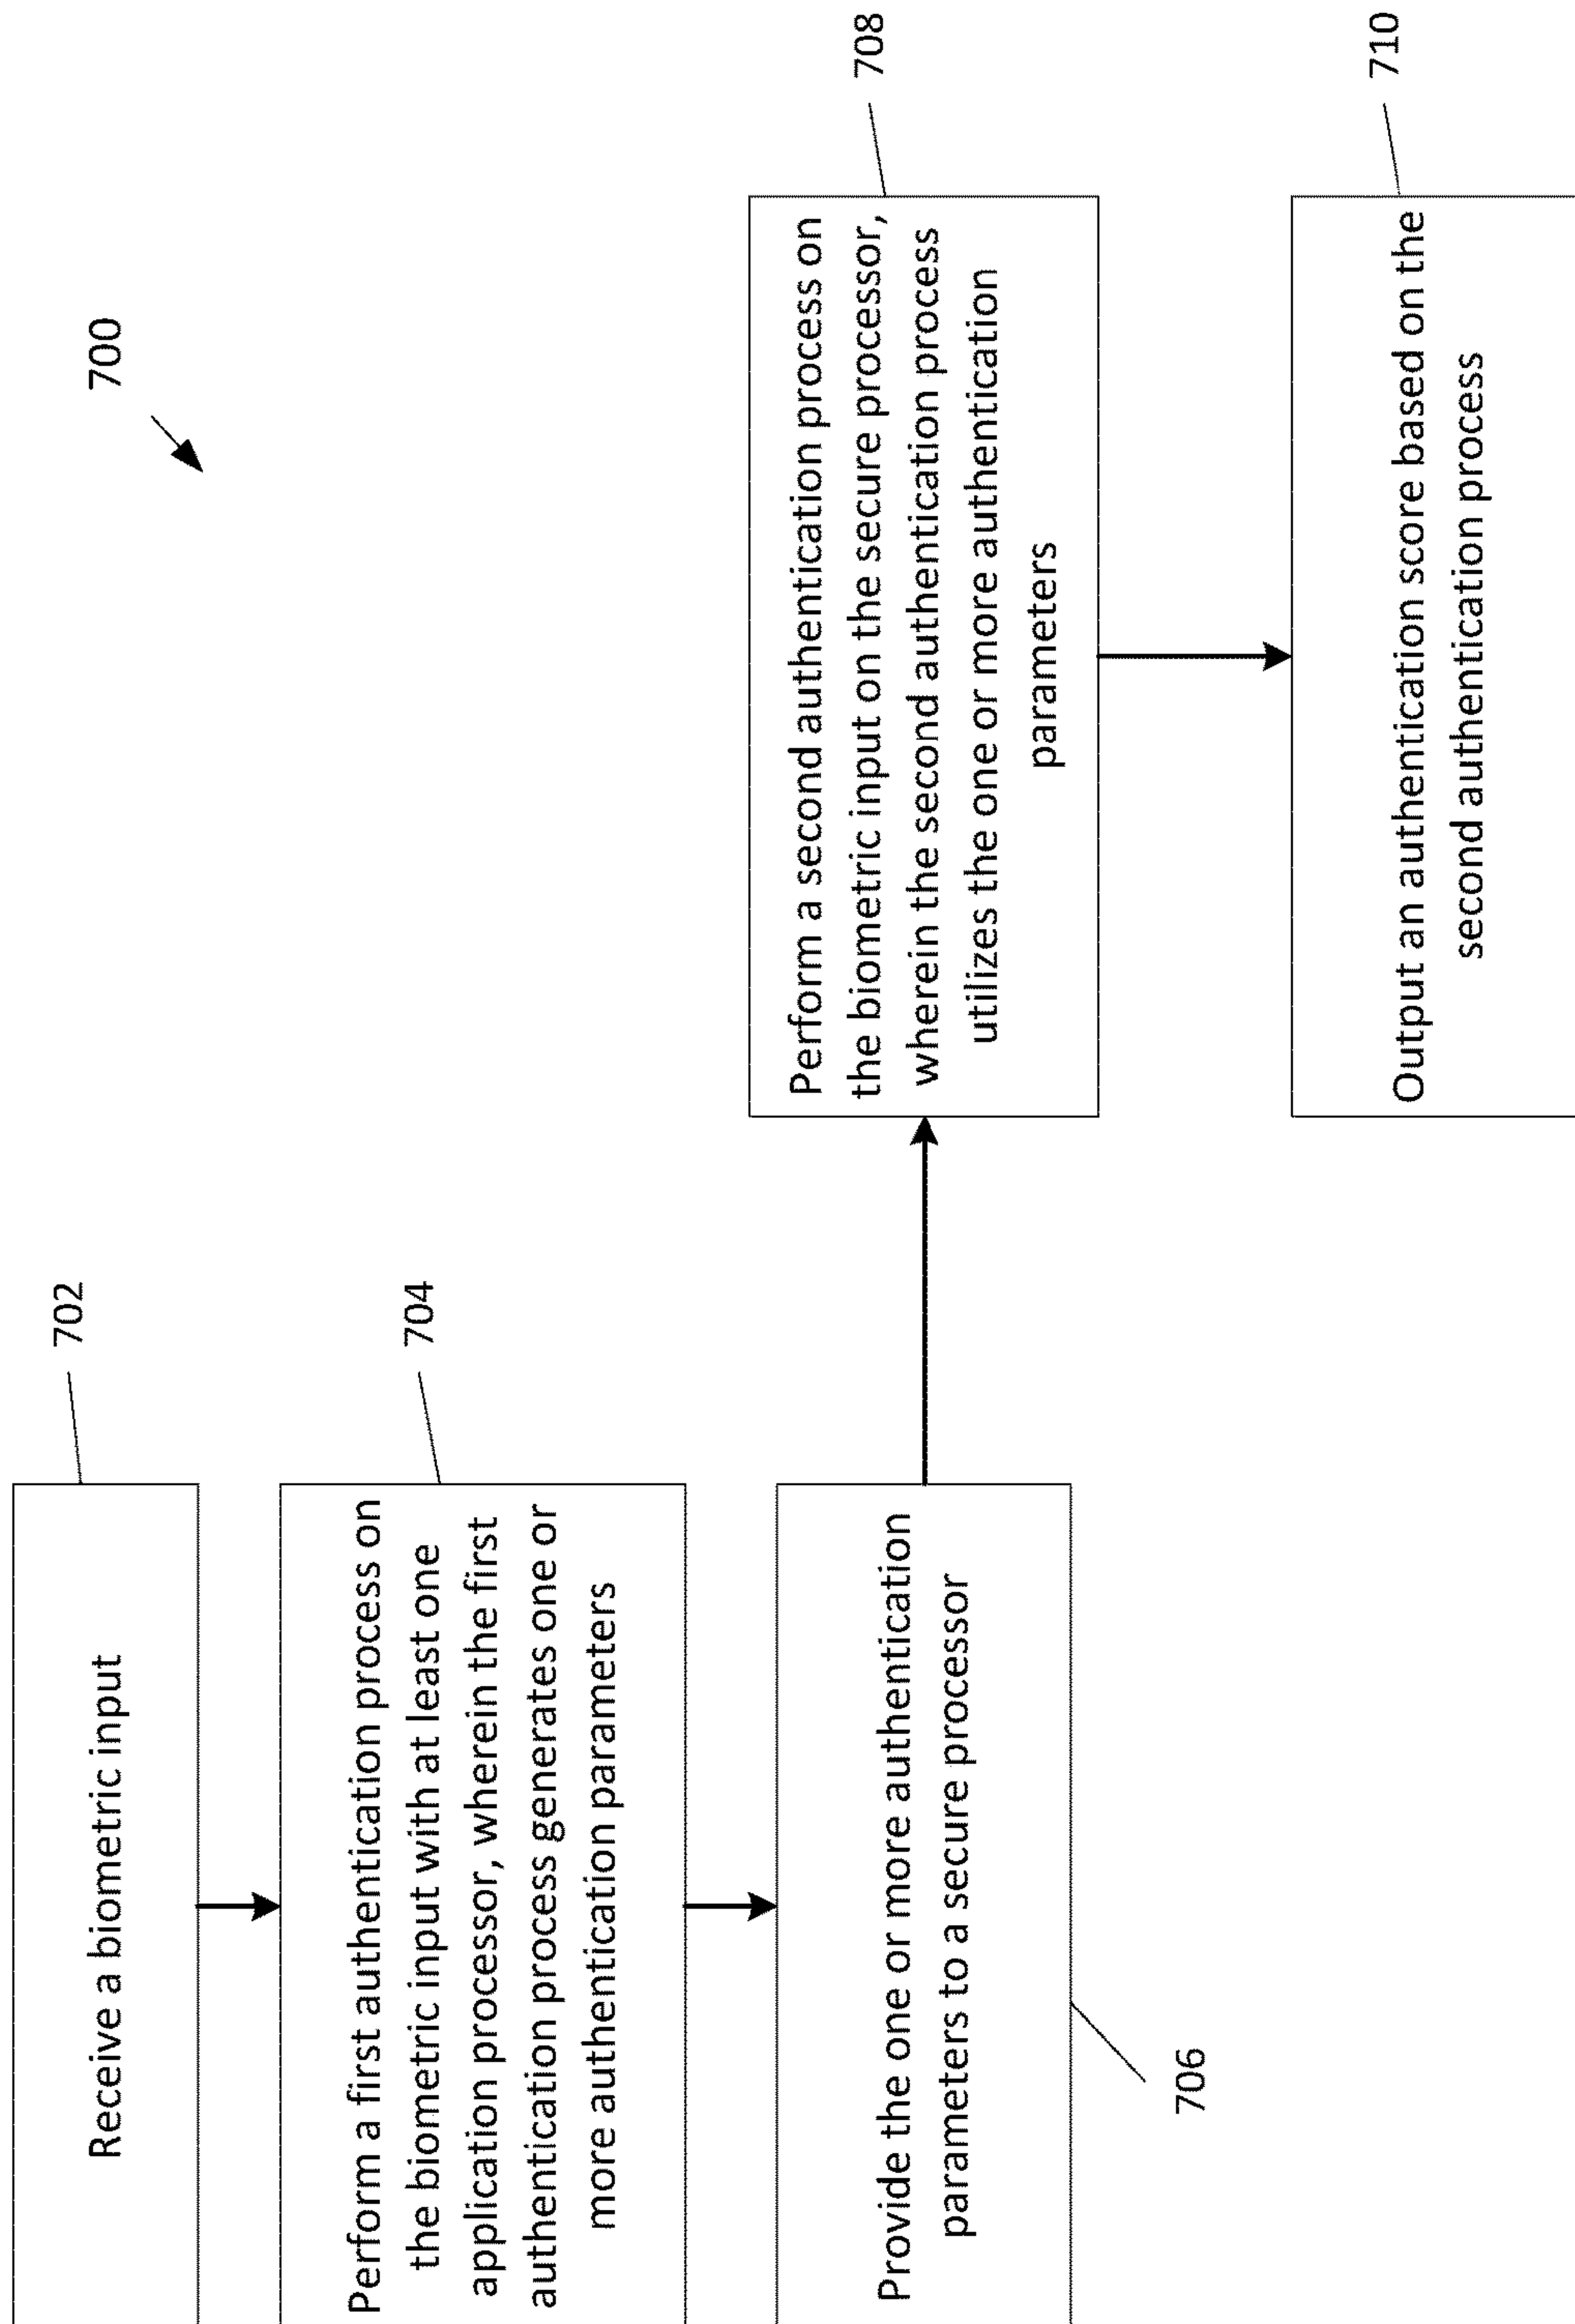 700
702
Receive a biometric input
704
Perform a first authentication process on
the biometric input with at least one
application processor, wherein the first
authentication process generates one or
more authentication parameters
Provide the one or more authentication
parameters to a secure processor
706
708
Perform a second authentication process on
the biometric input on the secure processor,
wherein the second authentication process
utilizes the one or more authentication
parameters
710
Output an authentication score based on the
second authentication process